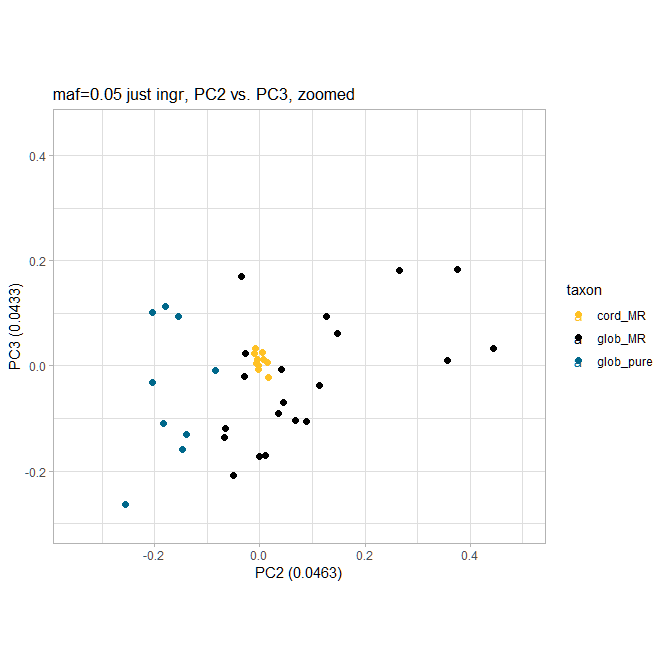 maf=0.05 just ingr, PC2 vs. PC3, zoomed
0.4
0.2
0.0
-0.2
PC3 (0.0433)
-0.2
0.0
0.2
0.4
PC2 (0.0463)
taxon
a cord_MR
a glob_MR
a glob_pure